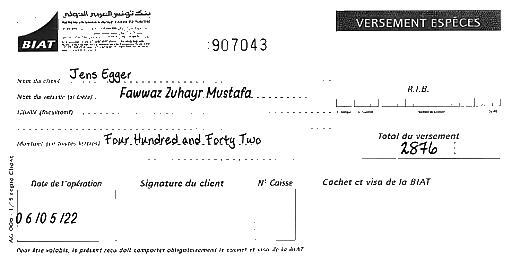 بنك تونس العربي الدولي
BIAT
VERSEMENT ESPÈCES
907043
Nom du client Jens Egger
Nom du remettant (si tiers) Fawwaz Zuhayr Mustafa
R.I.B.
Libellé (facultatif)
Montant (en toutes lettres) Four Hundred and Forty Two
Total du versement
2876
Date de l'opération
Signature du client
N° Caisse
Cachet et visa de la BIAT
06/05/22
Pour être valable, le présent reçu doit comporter obligatoirement le cachet et visa de la BIAT